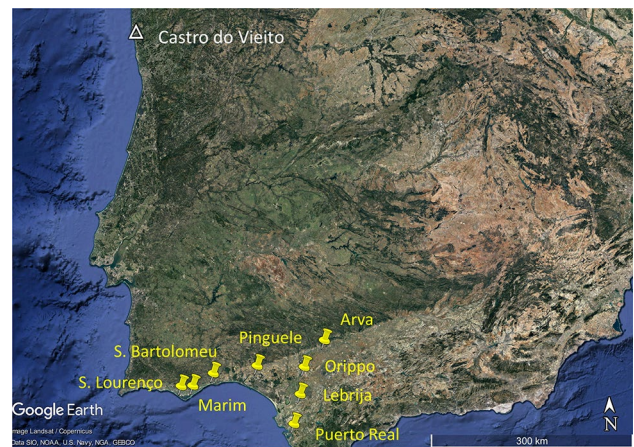 Castro do Vieito
Arva
Pinguele
S. Bartolomeu
Orippo
S. Lourenço
Lebrija
Marim
Google Earth
Image Landsat / Copernicus
Data SIO, NOAA, U.S. Navy, NGA, GEBCO
Puerto Real
300 km
N